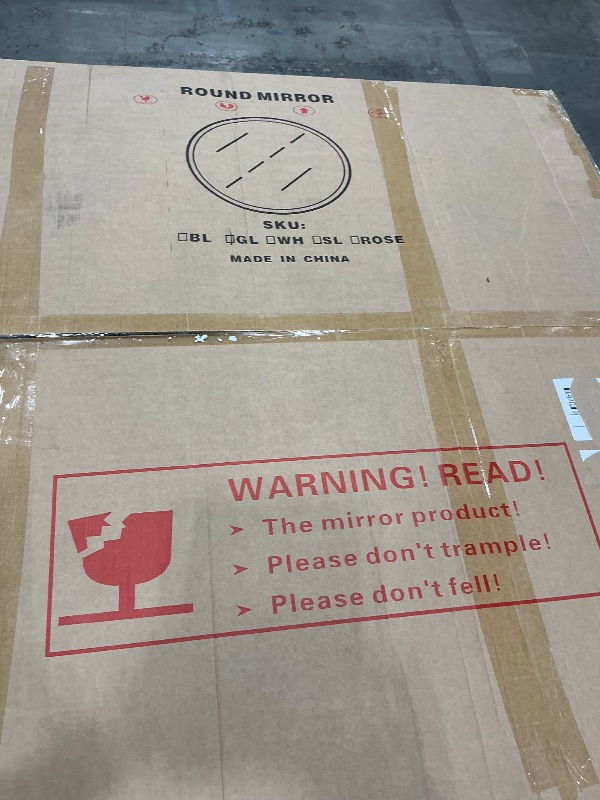 ROUND MIRROR
SKU:
□BL □GL □WH □SL □ROSE
MADE IN CHINA
WARNING! READ!
➤ The mirror product!
➤ Please don't trample!
➤ Please don't fell!